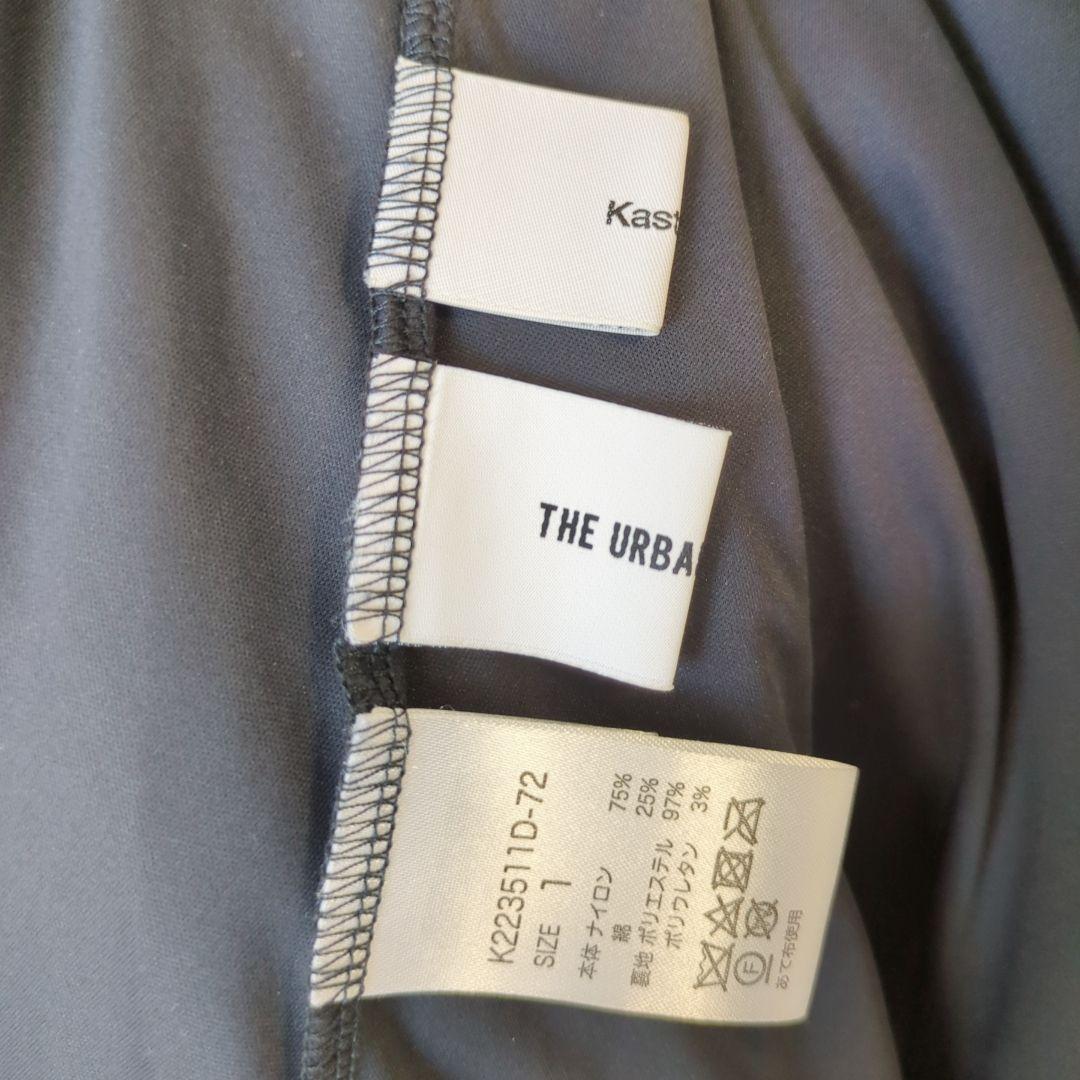 Kast
THE URBA
K223511D-72
SIZE 1
本体 ナイロン 75%
綿 25%
裏地 ポリエステル 97%
ポリウレタン 3%
F
あて布使用